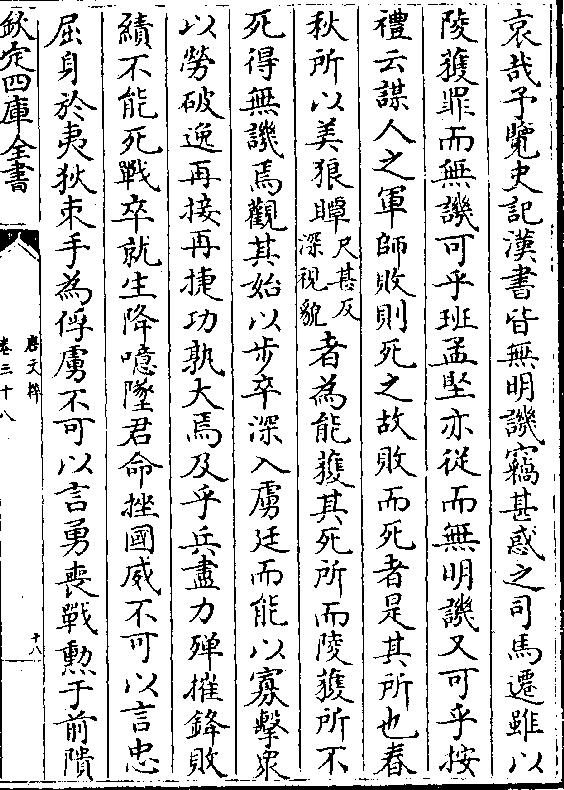 哀哉予覽史記漢書皆無明譏竊甚惑之司馬遷雖以
陵獲罪而無譏可乎班孟堅亦從而無明譏又可乎按
禮云謀人之軍師敗則死之故敗而死者是其所也春
秋所以美狼瞫尺甚反深視貌者為能獲其死所而陵獲所不
死得無譏焉觀其始以步卒深入虜廷而能以寡擊衆
以勞破逸再接再捷功孰大焉及乎兵盡力殫摧鋒敗
績不能死戰卒就生降噫墜君命挫國威不可以言忠
屈身於夷狄束手為俘虜不可以言勇喪戰勲于前隤
欽定四庫全書
唐文粹
卷三十八
十八